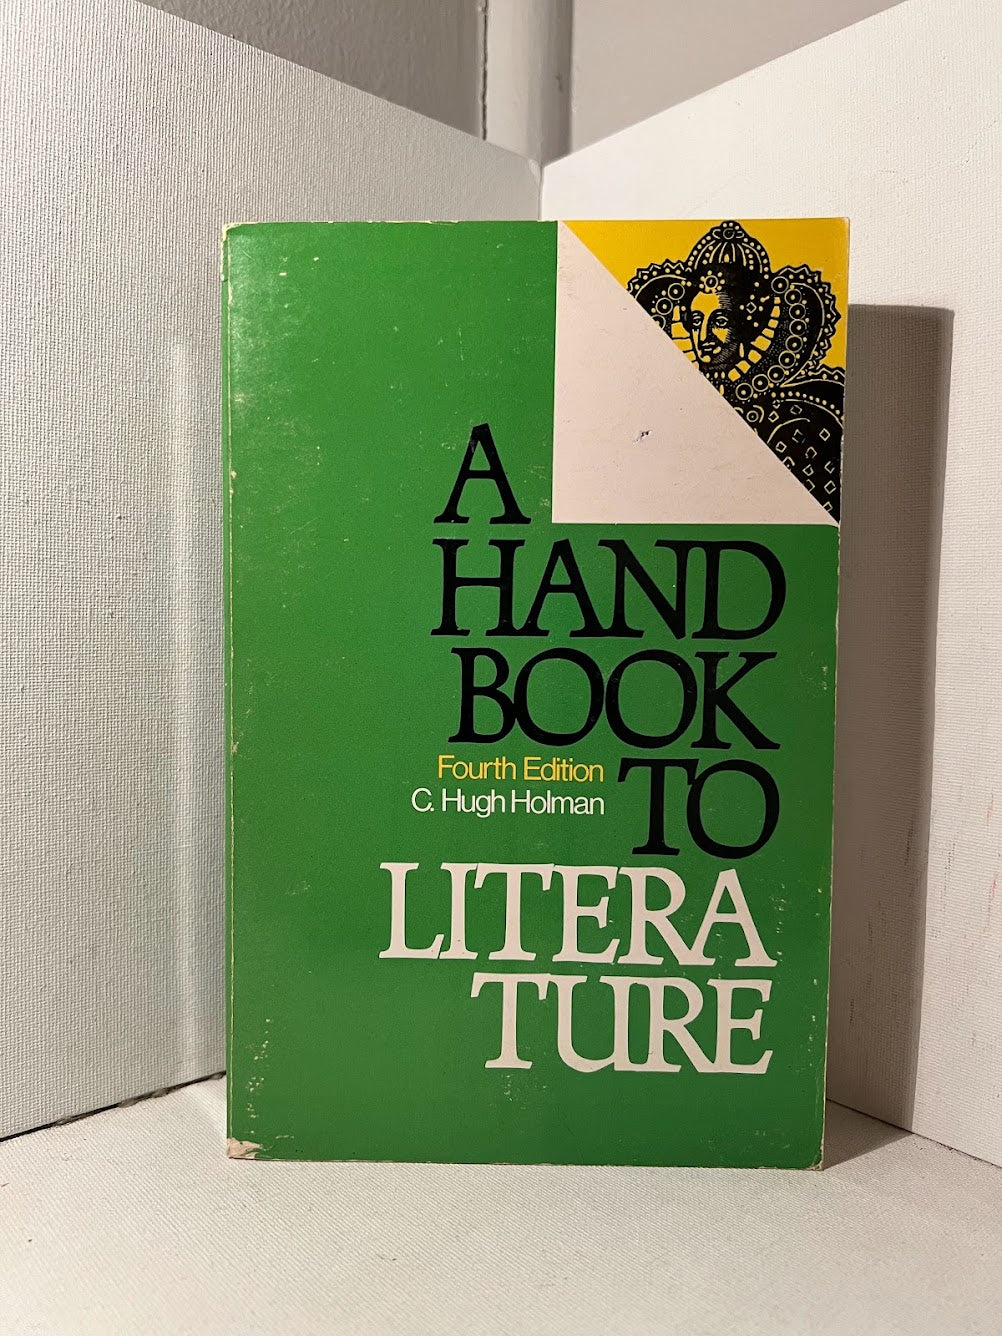 A
HAND
BOOK
Fourth Edition
C. Hugh Holman
TO
LITERA
TURE